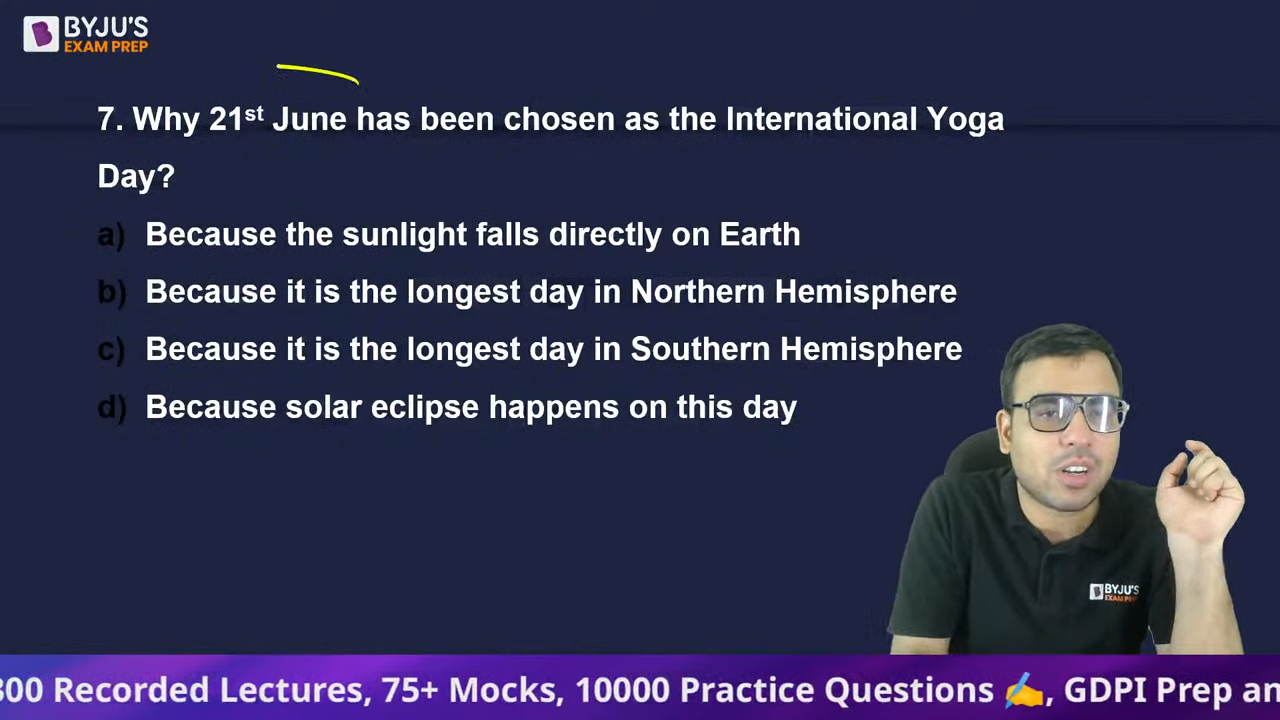 BYJU'S
EXAM PREP
7. Why 21st June has been chosen as the International Yoga
Day?
a) Because the sunlight falls directly on Earth
b) Because it is the longest day in Northern Hemisphere
c) Because it is the longest day in Southern Hemisphere
d) Because solar eclipse happens on this day
BYJU'S
EXAM PREP
300 Recorded Lectures, 75+ Mocks, 10000 Practice Questions ✍️, GDPI Prep an